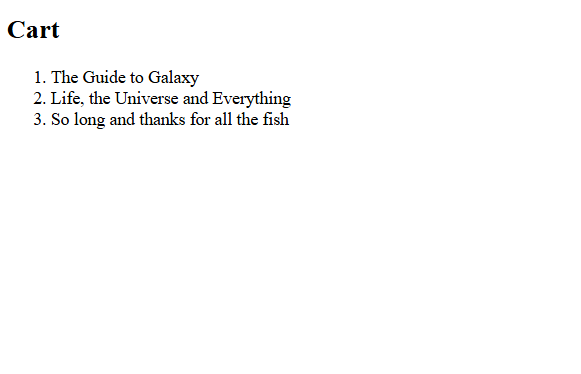 Cart
1. The Guide to Galaxy
2. Life, the Universe and Everything
3. So long and thanks for all the fish